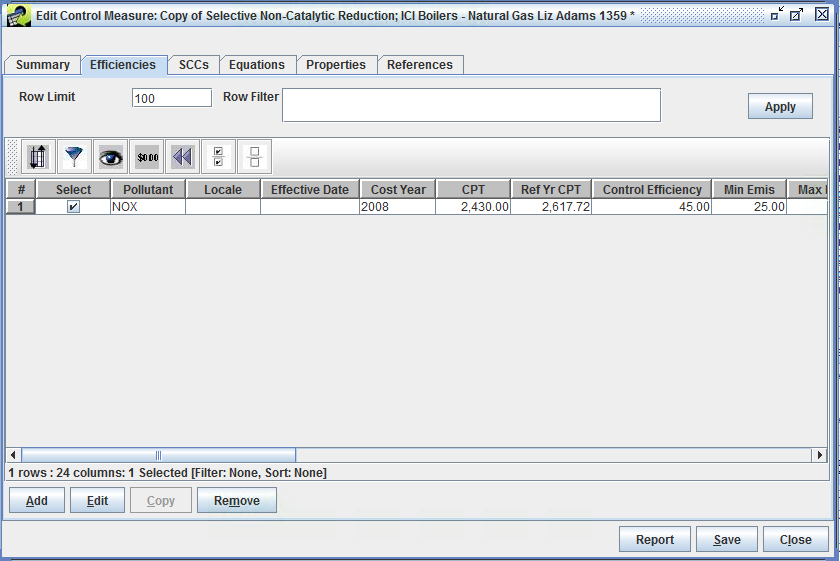 Edit Control Measure: Copy of Selective Non-Catalytic Reduction; ICI Boilers - Natural Gas Liz Adams 1359 *
Summary Efficiencies SCCs Equations Properties References
Row Limit 100 Row Filter Apply
$0.00
# Select Pollutant Locale Effective Date Cost Year CPT Ref Yr CPT Control Efficiency Min Emis Max
1 NOX 2008 2,430.00 2,617.72 45.00 25.00
1 rows : 24 columns: 1 Selected [Filter: None, Sort: None]
Add Edit Copy Remove
Report Save Close